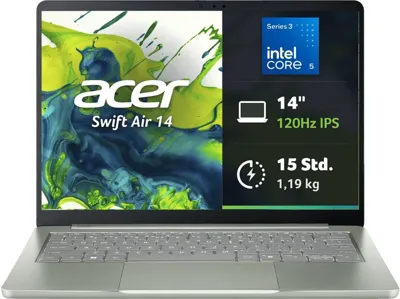 acer
Swift Air 14
Series 3
intel
CORE 5
14"
120Hz IPS
15 Std.
1,19 kg